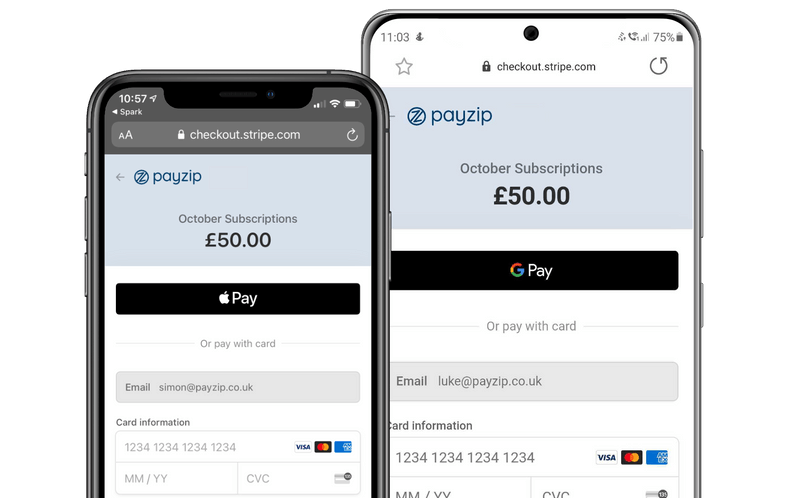 10:57
Spark
AA checkout.stripe.com
payzip
October Subscriptions
£50.00
Pay
Or pay with card
Email simon@payzip.co.uk
Card information
1234 1234 1234 1234 VISA
MM / YY CVC
11:03 75%
checkout.stripe.com
payzip
October Subscriptions
£50.00
G Pay
Or pay with card
Email luke@payzip.co.uk
Card information
1234 1234 1234 1234 VISA
MM / YY CVC